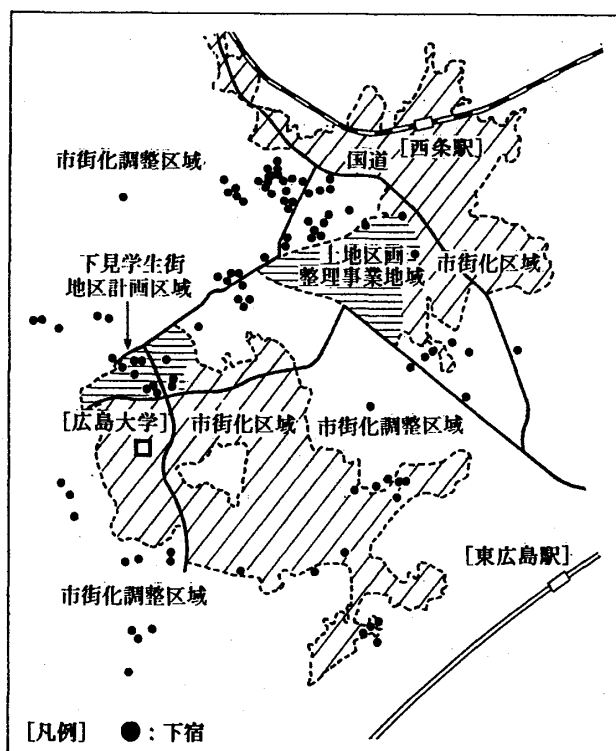 国道
[西条駅]
市街化調整区域
土地区画
整理事業地域
市街化区域
下見学生街
地区計画区域
[広島大学]
市街化区域
市街化調整区域
[東広島駅]
市街化調整区域
[凡例] ●：下宿